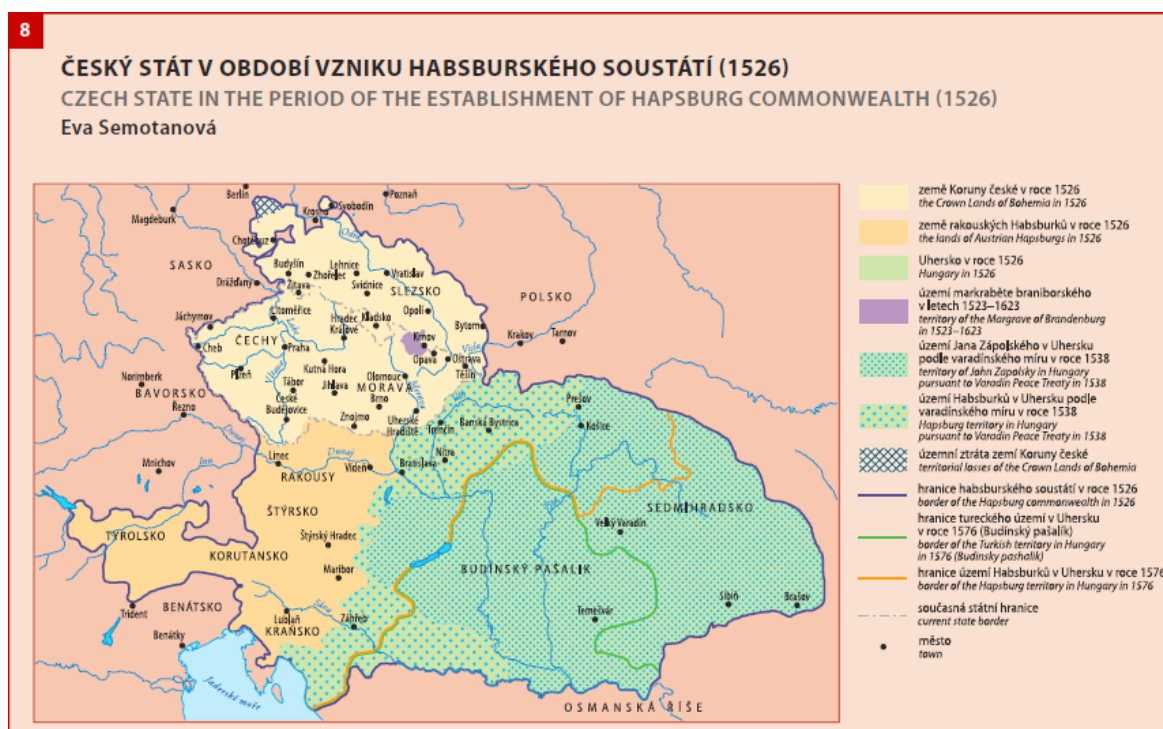 8
ČESKÝ STÁT V OBDOBÍ VZNIKU HABSBURSKÉHO SOUSTÁTÍ (1526)
CZECH STATE IN THE PERIOD OF THE ESTABLISHMENT OF HAPSBURG COMMONWEALTH (1526)
Eva Semotanová
Berlín
Poznaň
Svobodín
Krosno
Magdeburk
Chotěbuz
Odra
SASKO
Budyšín
Lehnice
Zhořelec
Vratislav
Drážďany
Žitava
Svídnice
SLEZSKO
POLSKO
Litoměřice
Opolí
Jáchymov
Hradec Králové
Kladsko
Bytom
Labe
ČECHY
Krnov
Krakov
Tarnov
Cheb
Praha
Visla
Opava
Ostrava
Plzeň
Kutná Hora
Olomouc
Těšín
Vltava
Norimberk
Tábor
Jihlava
MORAVA
BAVORSKO
České Budějovice
Brno
Morava
Váh
Prešov
Řezno
Znojmo
Uherské Hradiště
Trenčín
Banská Bystrica
Košice
Dunaj
Linec
Dunaj
Nitra
Mnichov
Inn
Vídeň
Bratislava
RAKOUSY
SEDMIHRADSKO
ŠTÝRSKO
Velký Varadín
TYROLSKO
Štýrský Hradec
KORUTANSKO
BUDÍNSKÝ PAŠALÍK
Maribor
BENÁTSKO
Sibiň
Brašov
Trident
Lublaň
Sáva
Záhřeb
Temešvár
KRAŇSKO
Benátky
Jaderské moře
OSMANSKÁ ŘÍŠE
země Koruny české v roce 1526
the Crown Lands of Bohemia in 1526
země rakouských Habsburků v roce 1526
the lands of Austrian Hapsburgs in 1526
Uhersko v roce 1526
Hungary in 1526
území markraběte braniborského
v letech 1523–1623
territory of the Margrave of Brandenburg
in 1523–1623
území Jana Zápolského v Uhersku
podle varadínského míru v roce 1538
territory of John Zapolsky in Hungary
pursuant to Varadin Peace Treaty in 1538
území Habsburků v Uhersku podle
varadínského míru v roce 1538
Hapsburg territory in Hungary
pursuant to Varadin Peace Treaty in 1538
územní ztráta zemí Koruny české
territorial losses of the Crown Lands of Bohemia
hranice habsburského soustátí v roce 1526
border of the Hapsburg commonwealth in 1526
hranice tureckého území v Uhersku
v roce 1576 (Budínský pašalík)
border of the Turkish territory in Hungary
in 1576 (Budinsky pashalik)
hranice území Habsburků v Uhersku v roce 1576
border of the Hapsburg territory in Hungary in 1576
současná státní hranice
current state border
město
town